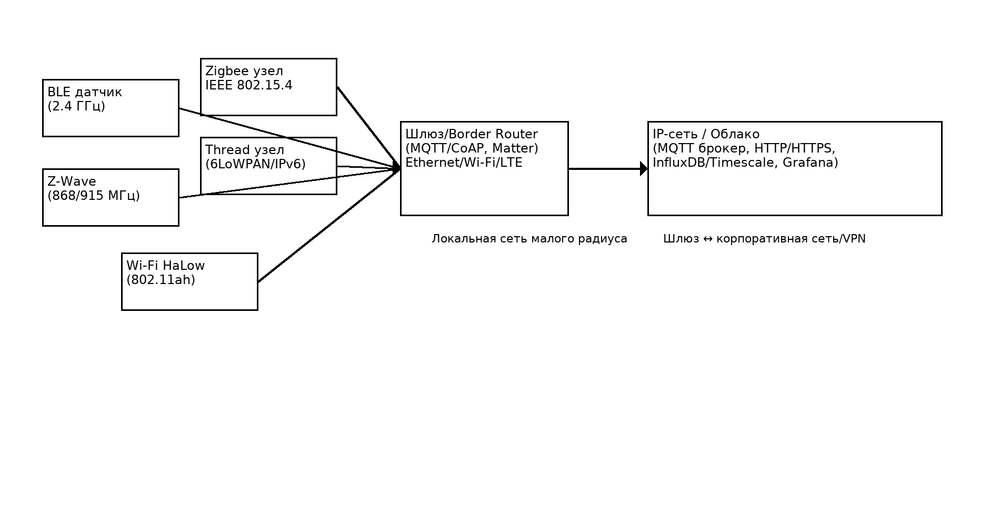 Zigbee узел
IEEE 802.15.4
BLE датчик
(2.4 ГГц)
Thread узел
(6LoWPAN/IPv6)
Z-Wave
(868/915 МГц)
Wi-Fi HaLow
(802.11ah)
Шлюз/Border Router
(MQTT/CoAP, Matter)
Ethernet/Wi-Fi/LTE
IP-сеть / Облако
(MQTT брокер, HTTP/HTTPS,
InfluxDB/Timescale, Grafana)
Локальная сеть малого радиуса
Шлюз ↔ корпоративная сеть/VPN